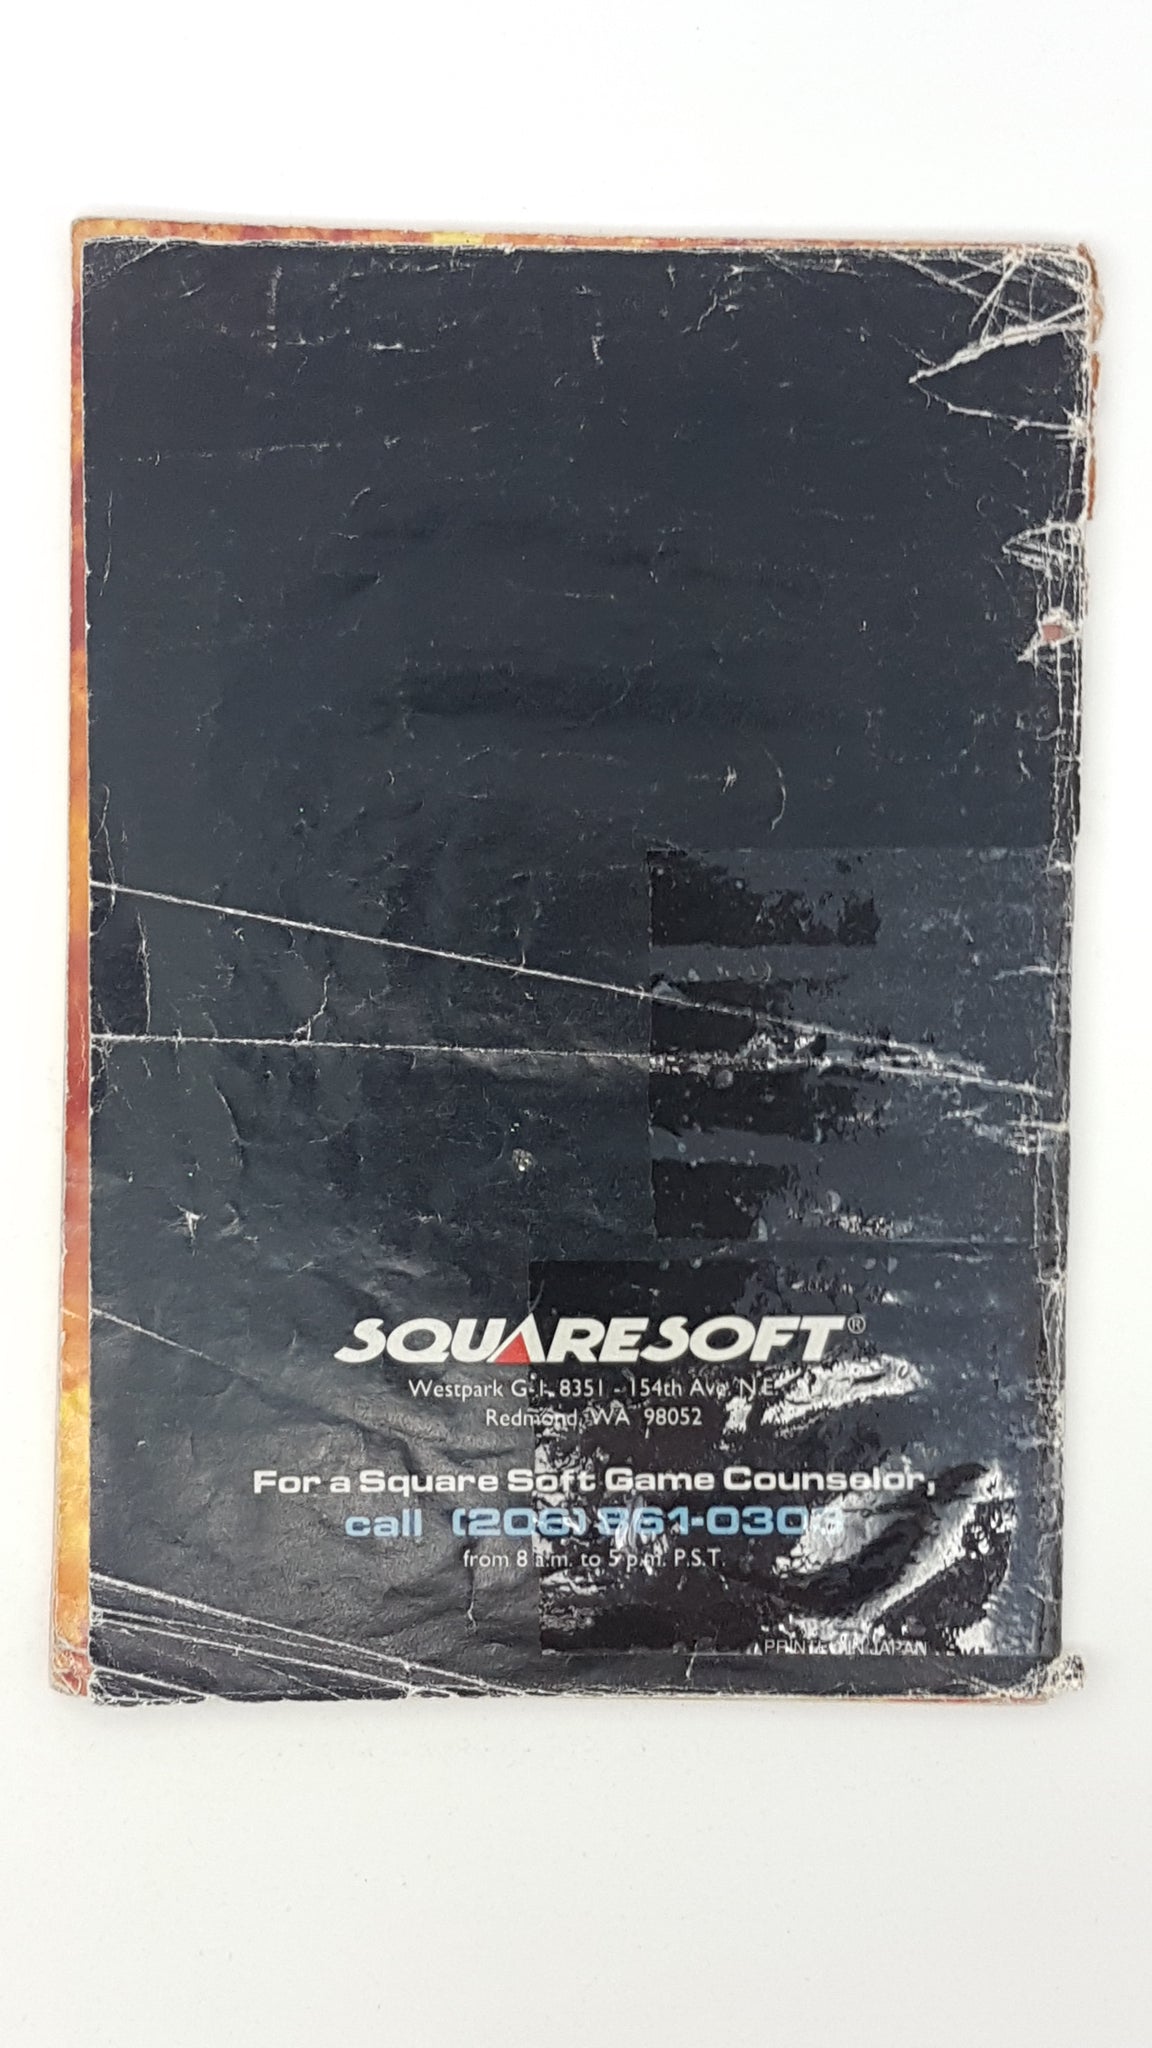 SQUARESOFT®
Westpark G-1, 8351 - 154th Ave. N.E.
Redmond, WA 98052
For a Square Soft Game Counselor,
call (206) 861-0303
from 8 a.m. to 5 p.m. P.S.T.
PRINTED IN JAPAN